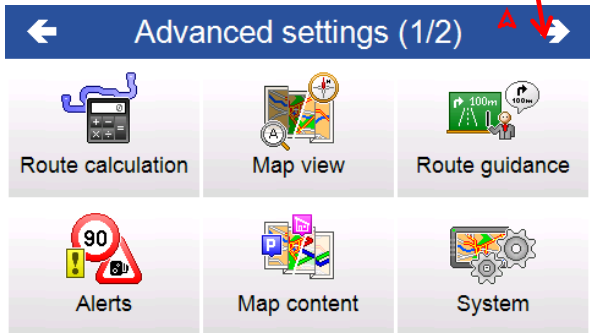 Advanced settings (1/2)
A
Route calculation
Map view
100m
100m
Route guidance
90
Alerts
A
P
Map content
System